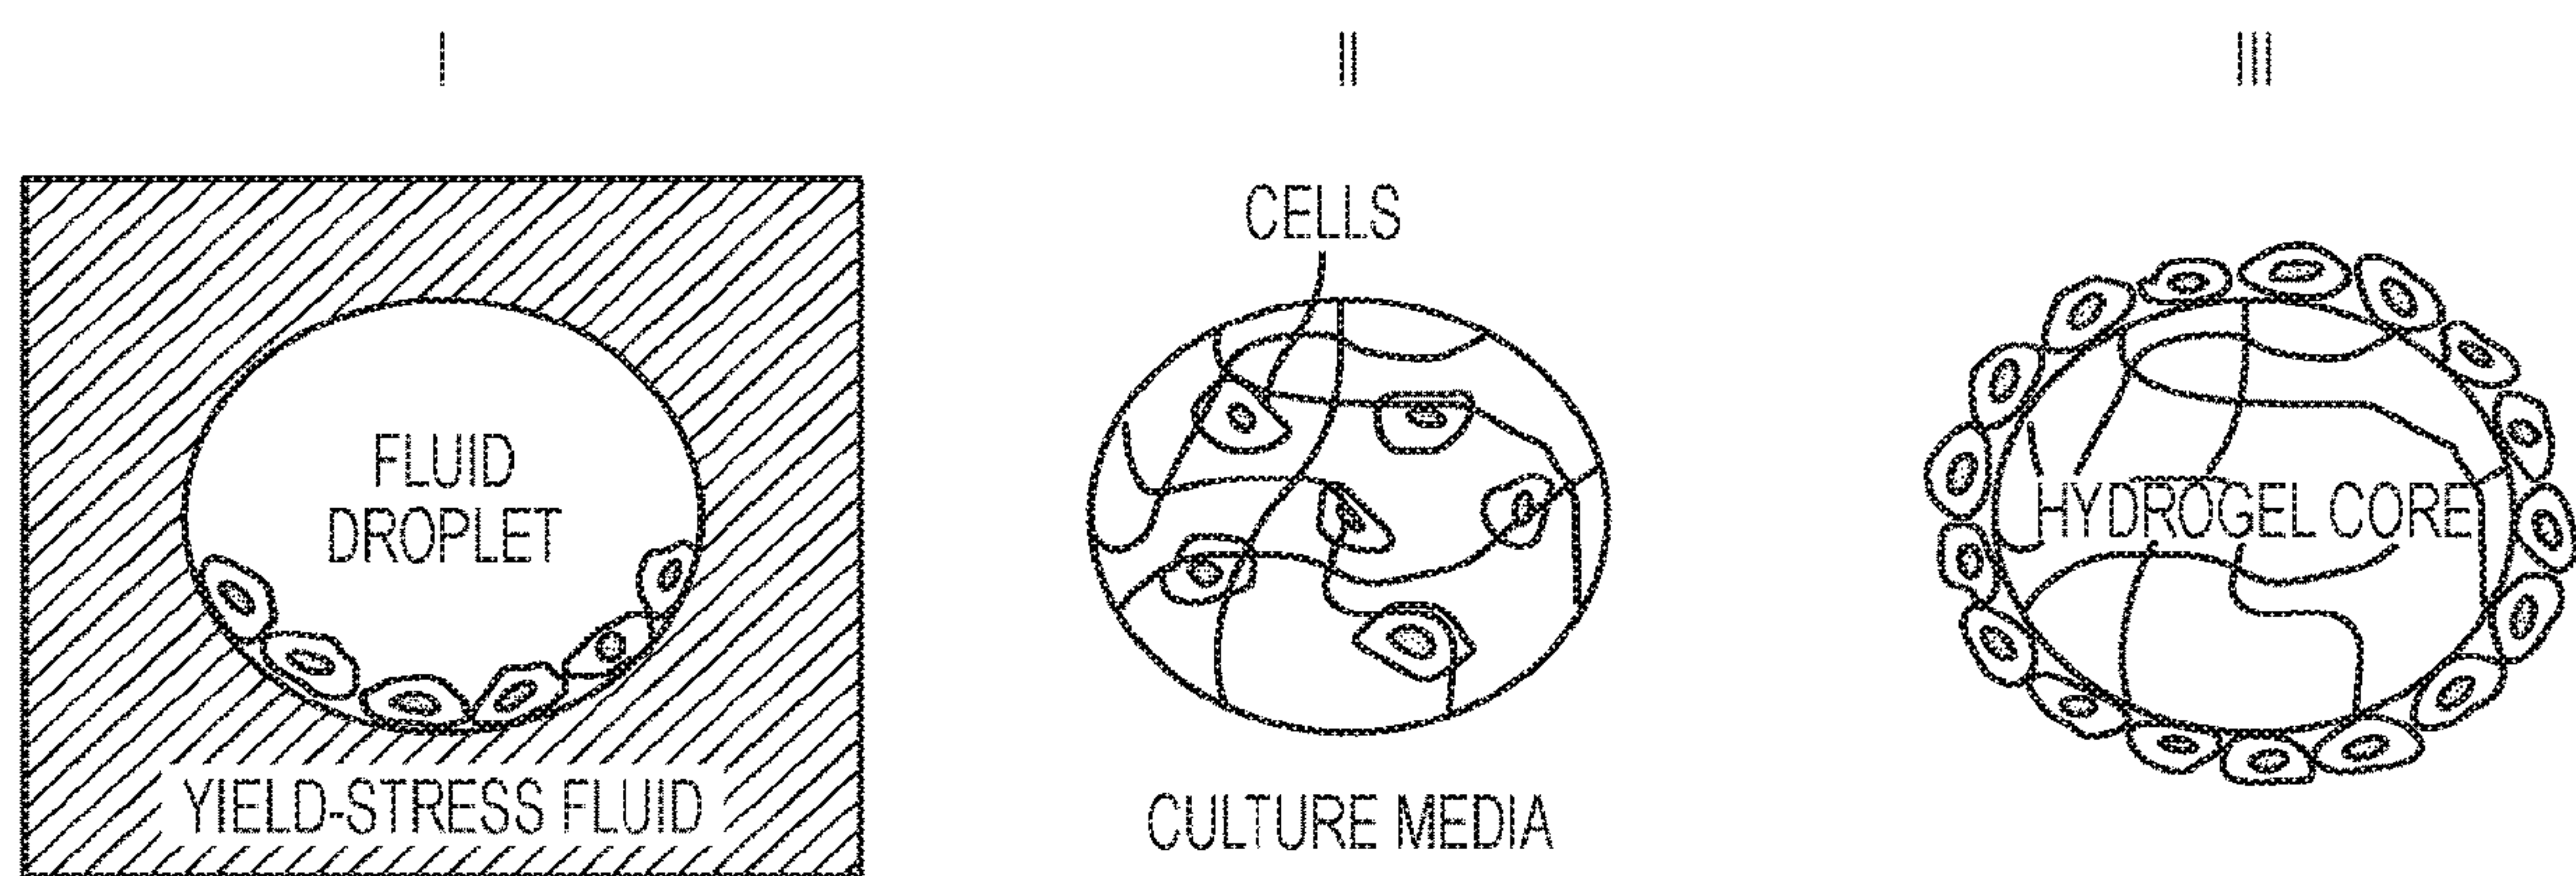 I
II
III
CELLS
FLUID
DROPLET
HYDROGEL CORE
YIELD-STRESS FLUID
CULTURE MEDIA